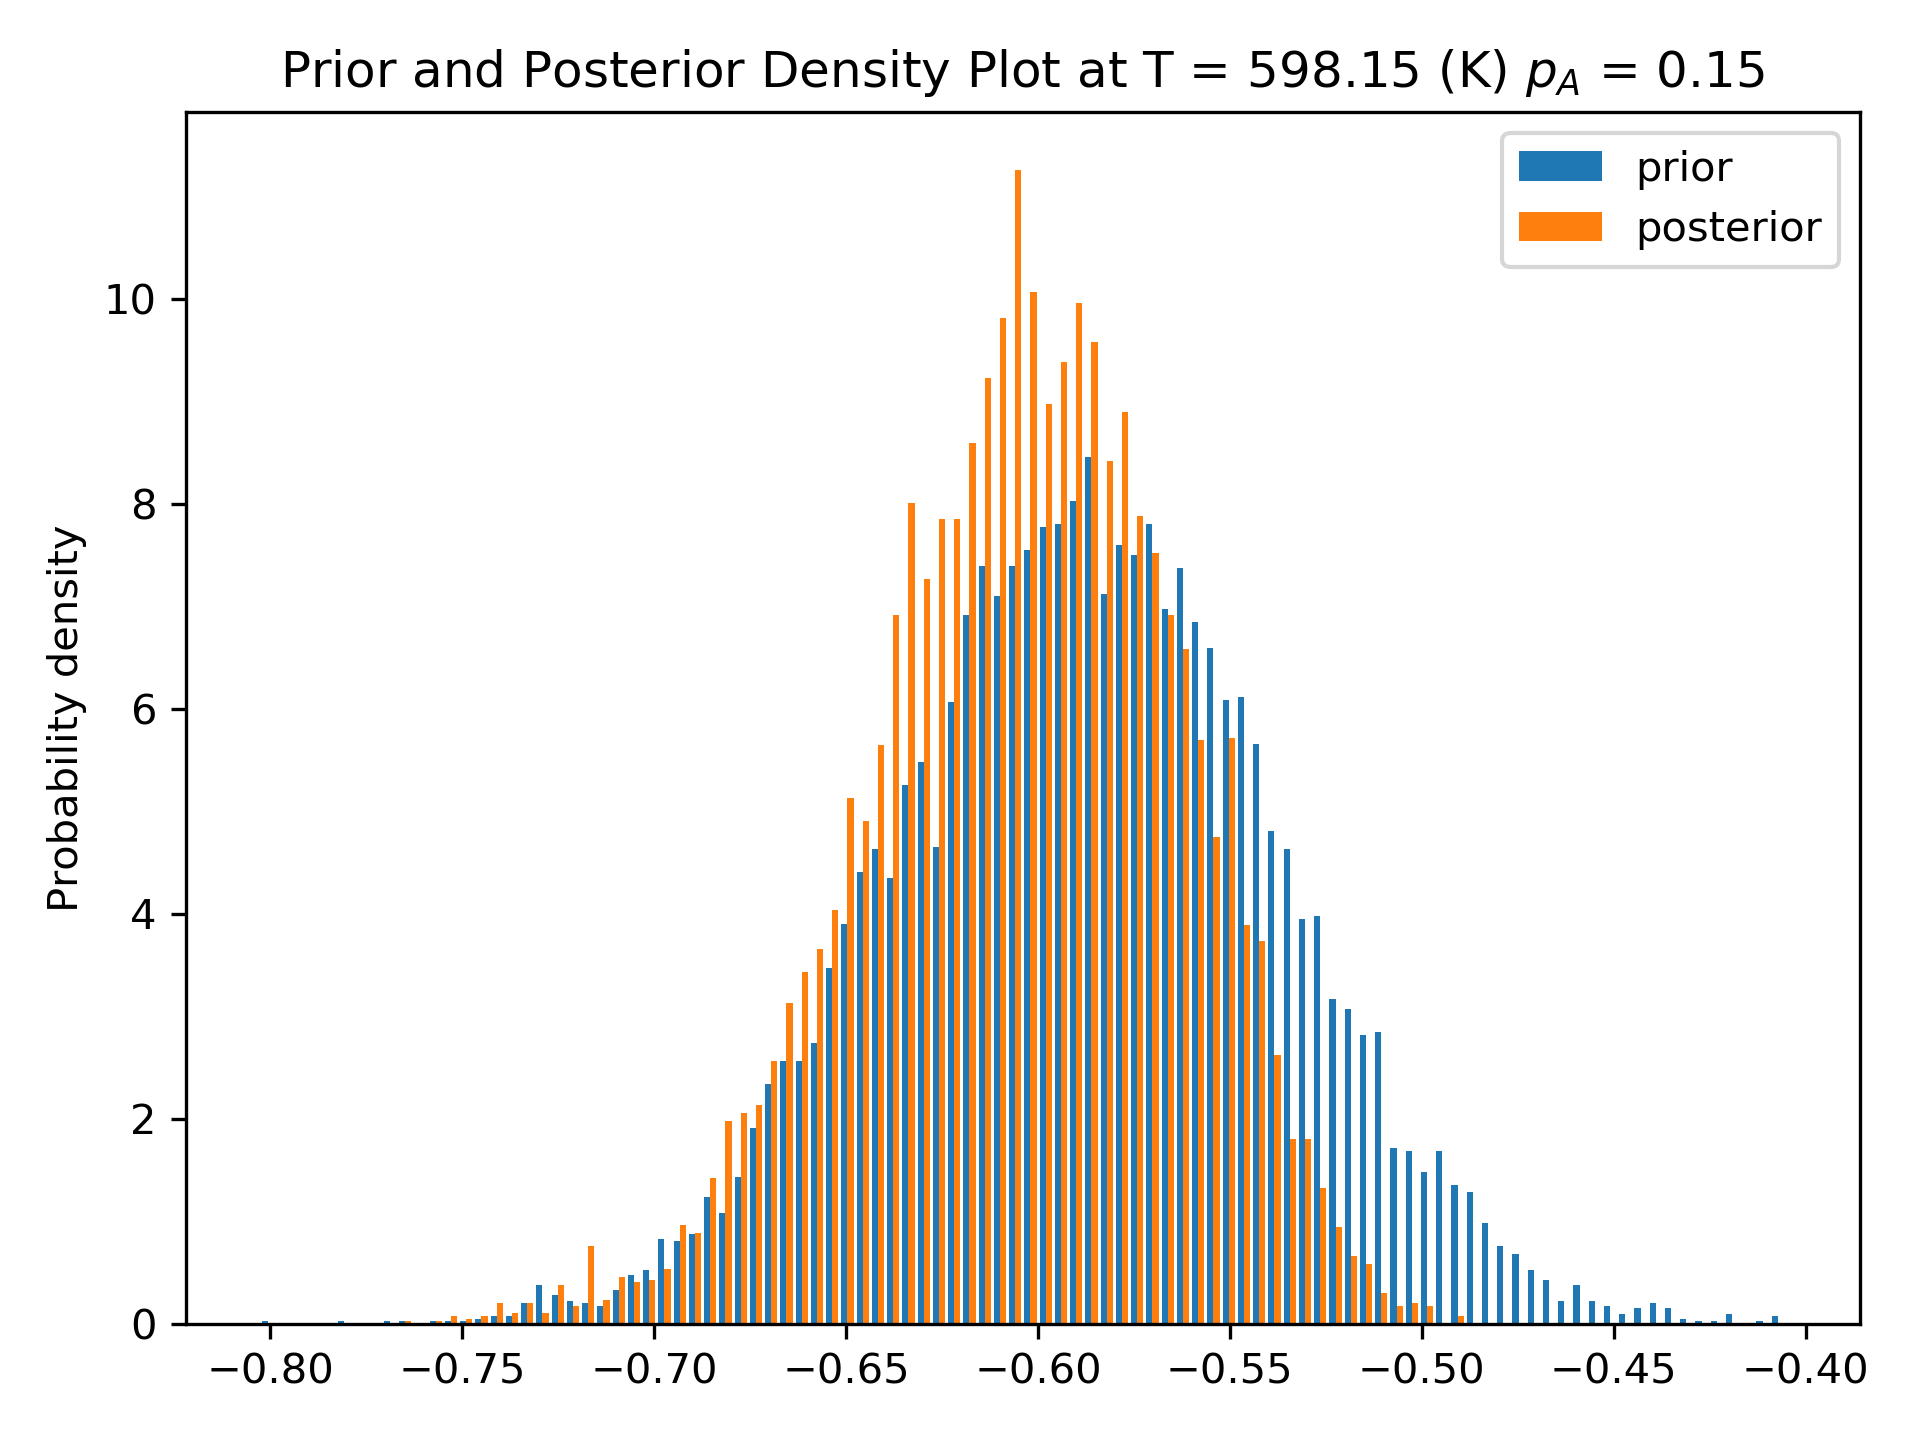 Prior and Posterior Density Plot at T = 598.15 (K) p_A = 0.15
prior
posterior
Probability density
10
8
6
4
2
0
−0.80 −0.75 −0.70 −0.65 −0.60 −0.55 −0.50 −0.45 −0.40